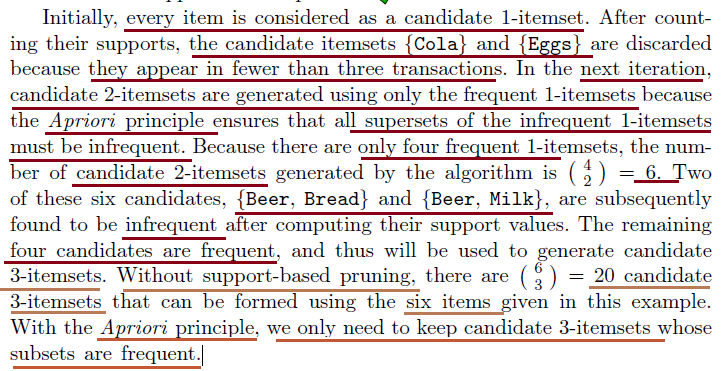 Initially, every item is considered as a candidate 1-itemset. After count-
ing their supports, the candidate itemsets {Cola} and {Eggs} are discarded
because they appear in fewer than three transactions. In the next iteration,
candidate 2-itemsets are generated using only the frequent 1-itemsets because
the Apriori principle ensures that all supersets of the infrequent 1-itemsets
must be infrequent. Because there are only four frequent 1-itemsets, the num-
ber of candidate 2-itemsets generated by the algorithm is (4 2) = 6. Two
of these six candidates, {Beer, Bread} and {Beer, Milk}, are subsequently
found to be infrequent after computing their support values. The remaining
four candidates are frequent, and thus will be used to generate candidate
3-itemsets. Without support-based pruning, there are (6 3) = 20 candidate
3-itemsets that can be formed using the six items given in this example.
With the Apriori principle, we only need to keep candidate 3-itemsets whose
subsets are frequent.